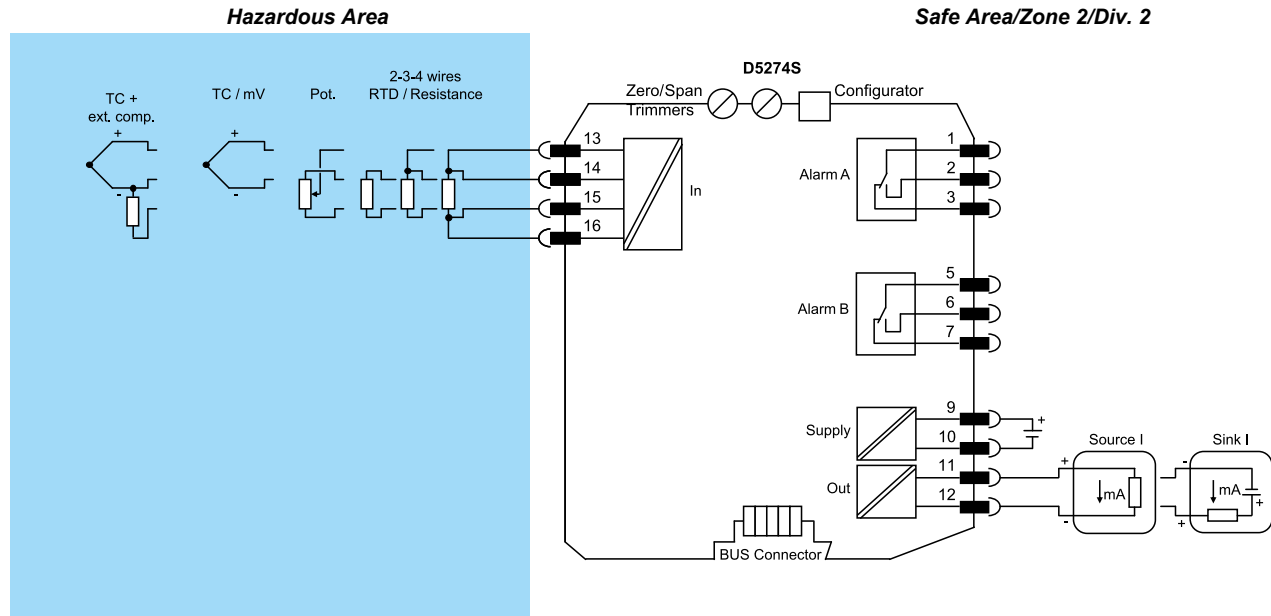 Hazardous Area
Safe Area/Zone 2/Div. 2
D5274S
Zero/Span
Trimmers
Configurator
TC +
ext. comp.
+
-
TC / mV
+
-
Pot.
2-3-4 wires
RTD / Resistance
13
14
15
16
In
Alarm A
1
2
3
Alarm B
5
6
7
Supply
9
10
+
Out
11
12
Source I
+
mA
-
Sink I
-
mA
+
+
BUS Connector